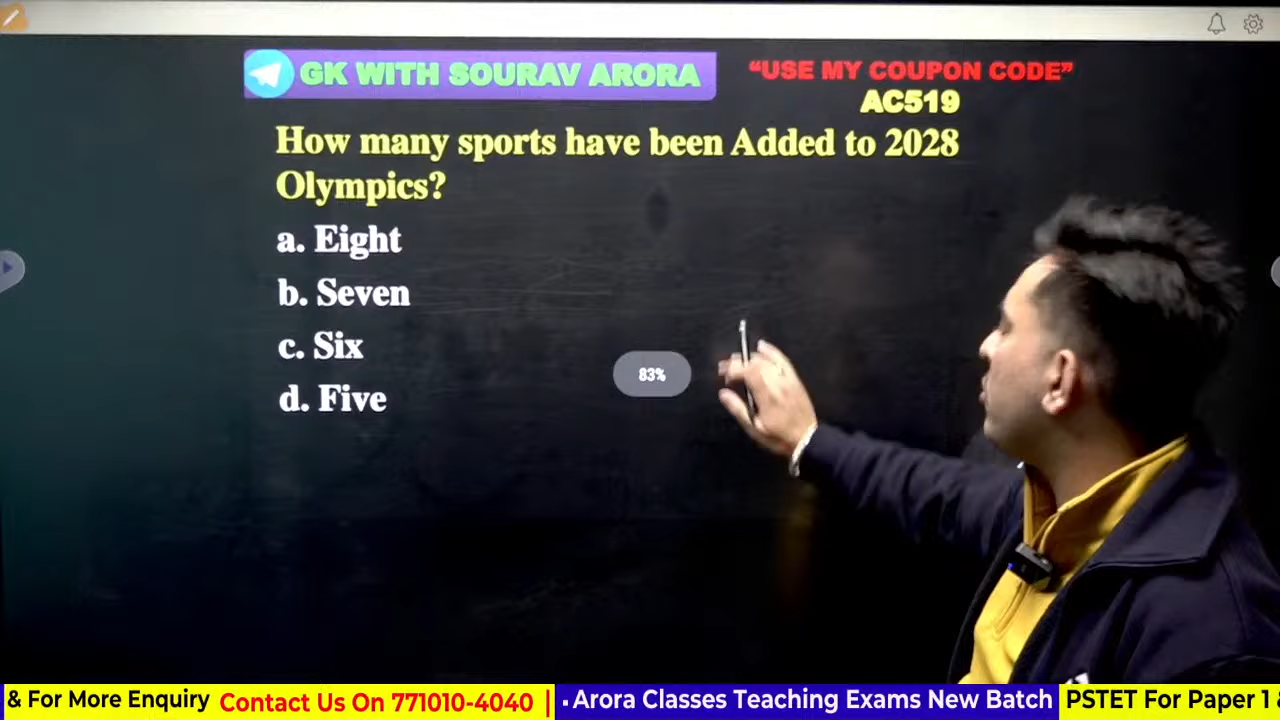 GK WITH SOURAV ARORA
“USE MY COUPON CODE”
AC519
How many sports have been Added to 2028
Olympics?
a. Eight
b. Seven
c. Six
d. Five
83%
& For More Enquiry Contact Us On 771010-4040 | • Arora Classes Teaching Exams New Batch PSTET For Paper 1 &